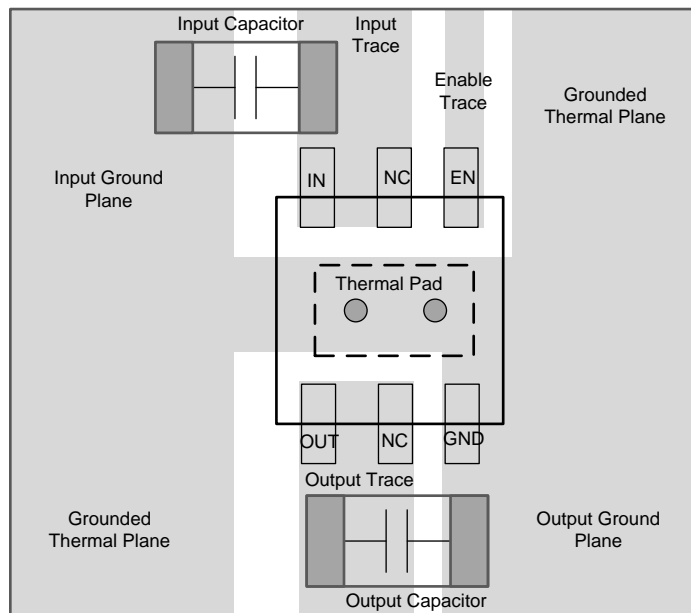 Input Capacitor
Input
Trace
Enable
Trace
Grounded
Thermal Plane
Input Ground
Plane
IN
NC
EN
Thermal Pad
OUT
NC
GND
Output Trace
Grounded
Thermal Plane
Output Ground
Plane
Output Capacitor